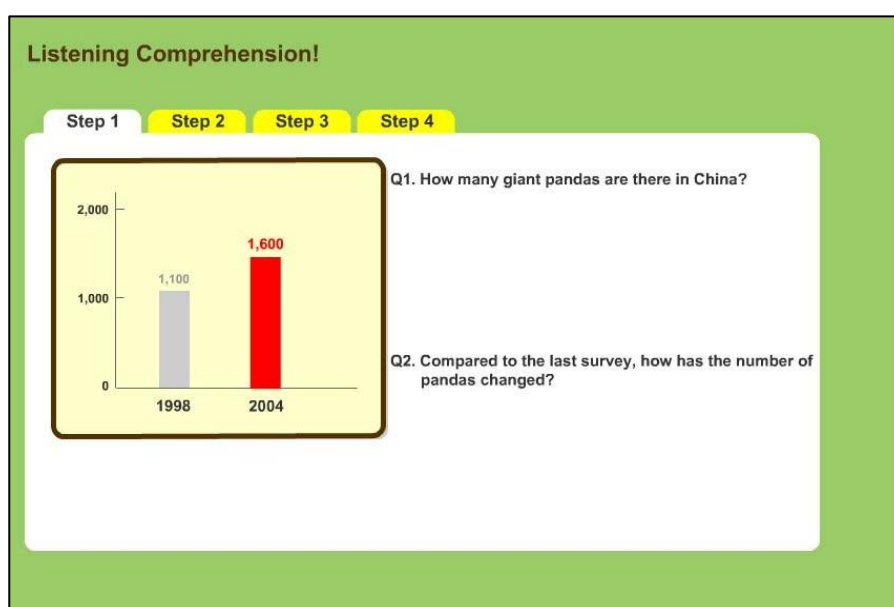 Listening Comprehension!
Step 1 Step 2 Step 3 Step 4
2,000
1,000
0
1,100
1,600
1998 2004
Q1. How many giant pandas are there in China?
Q2. Compared to the last survey, how has the number of
pandas changed?